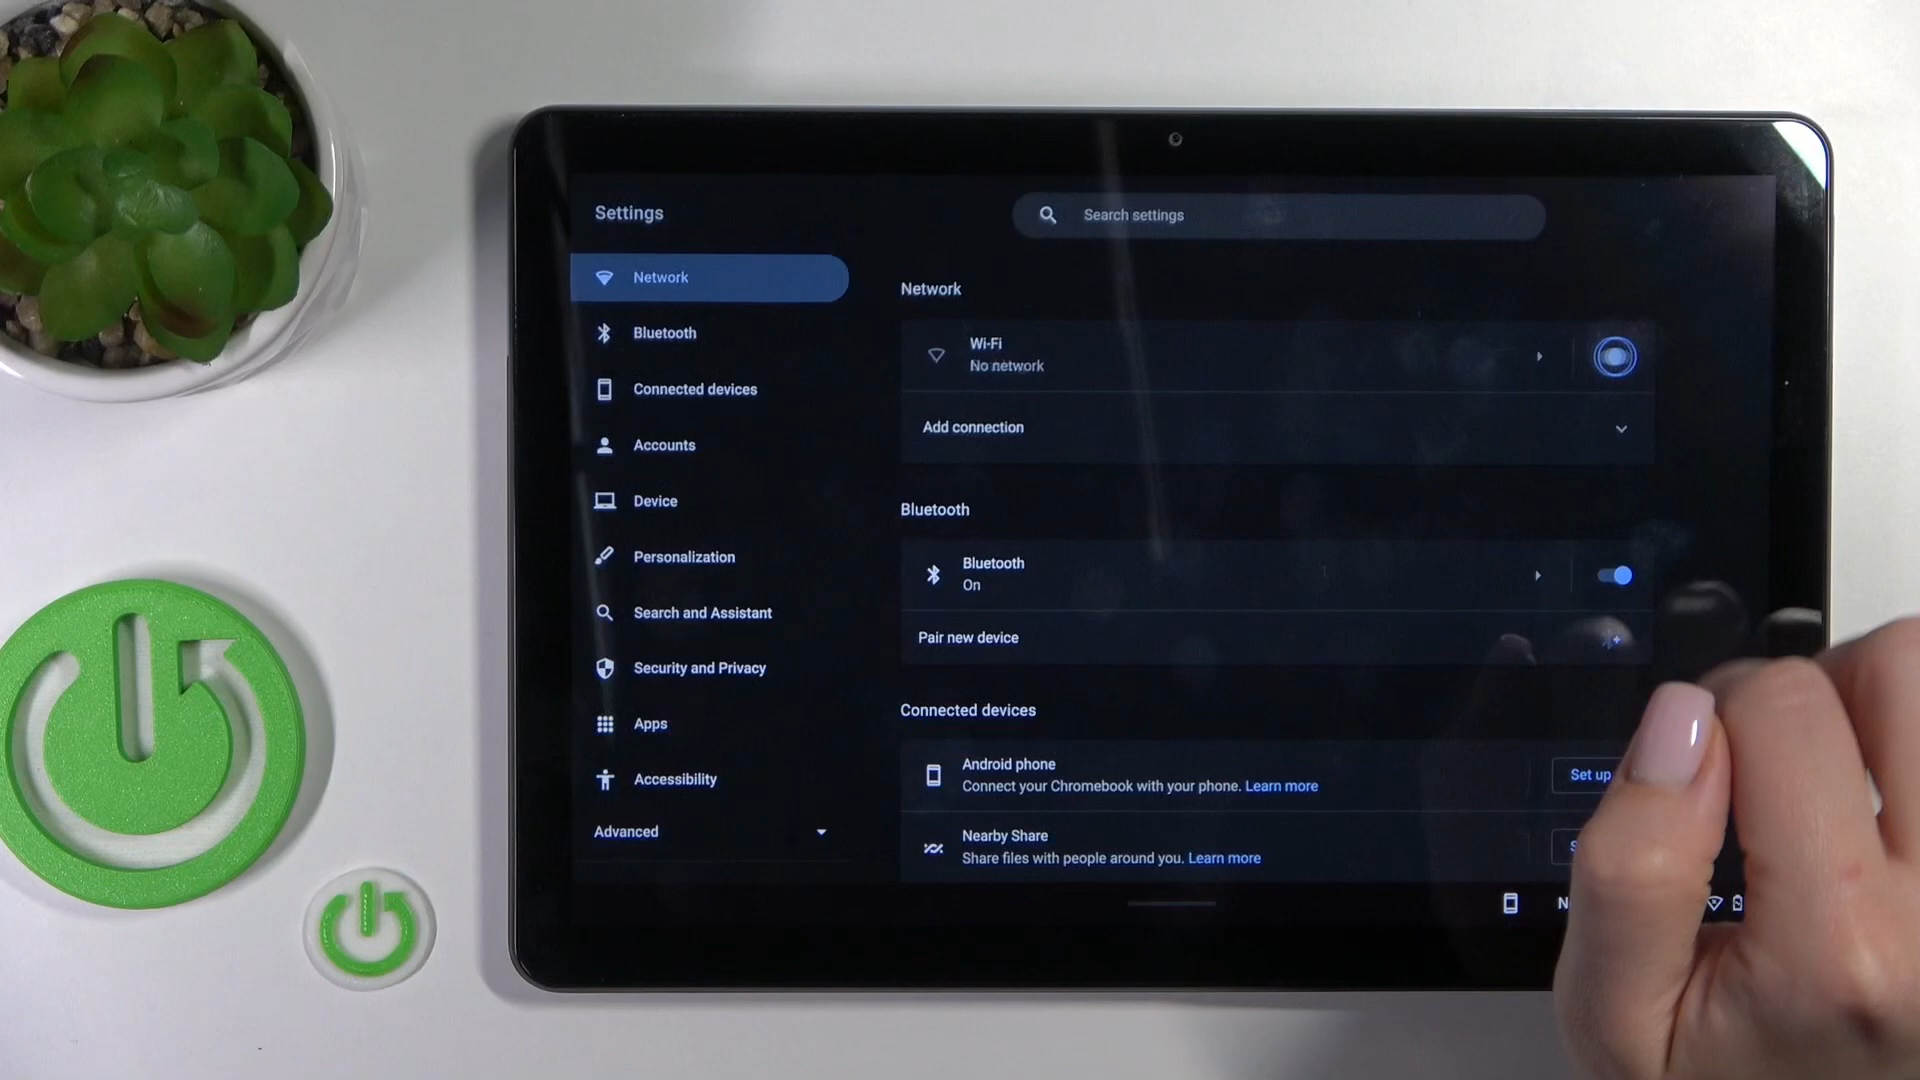 Settings
Search settings
Network
Bluetooth
Connected devices
Accounts
Device
Personalization
Search and Assistant
Security and Privacy
Apps
Accessibility
Advanced
Network
Wi-Fi
No network
Add connection
Bluetooth
Bluetooth
On
Pair new device
Connected devices
Android phone
Connect your Chromebook with your phone. Learn more
Set up
Nearby Share
Share files with people around you. Learn more